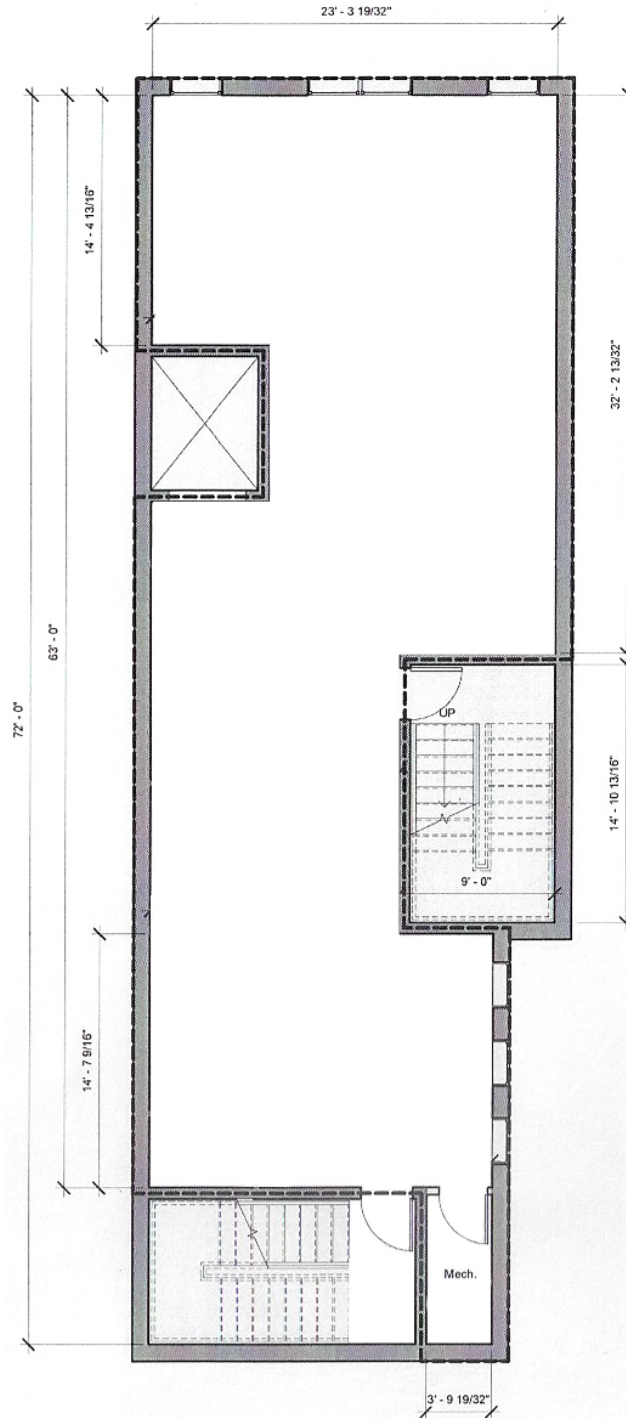 23' - 3 19/32"
14' - 4 13/16"
32' - 2 13/32"
63' - 0"
72' - 0"
UP
14' - 10 13/16"
9' - 0"
14' - 7 9/16"
Mech.
3' - 9 19/32"